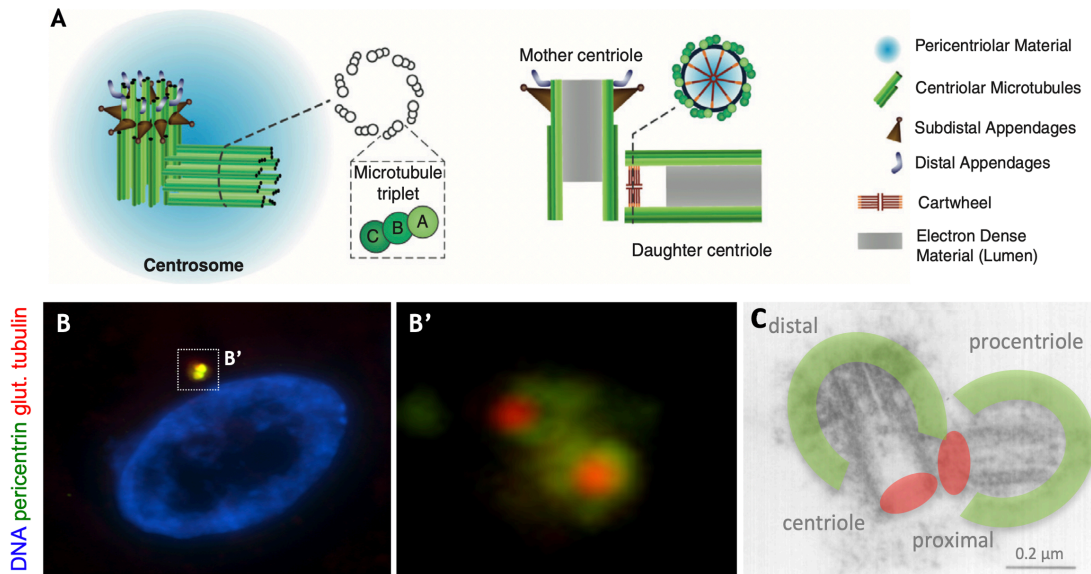 A
Centrosome
Microtubule
triplet
C B A
Mother centriole
Daughter centriole
Pericentriolar Material
Centriolar Microtubules
Subdistal Appendages
Distal Appendages
Cartwheel
Electron Dense
Material (Lumen)
DNA pericentrin glut. tubulin
B
B’
B’
C
distal
procentriole
centriole
proximal
0.2 µm